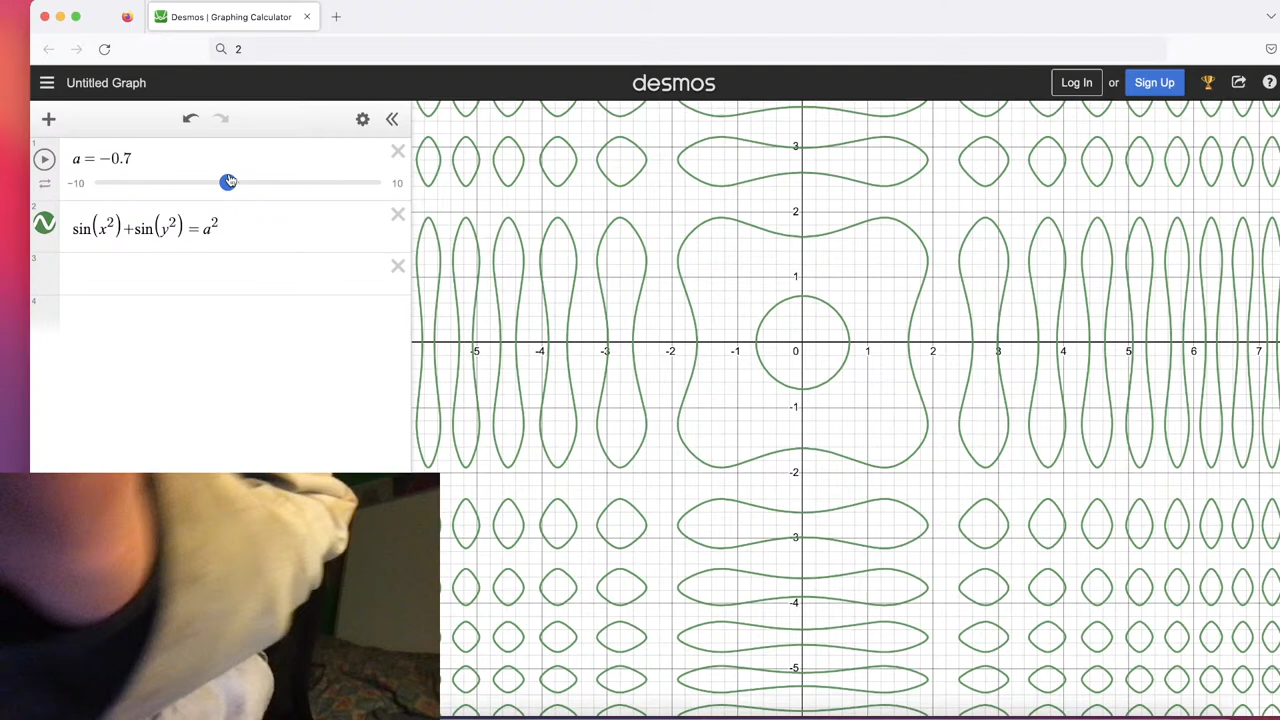 Desmos | Graphing Calculator
2
Untitled Graph
desmos
Log In or Sign Up
?
1
a = −0.7
−10 10
2
sin(x²)+sin(y²) = a²
3
4
3
2
1
-5 -4 -3 -2 -1 0 1 2 3 4 5 6 7
-1
-2
-3
-4
-5